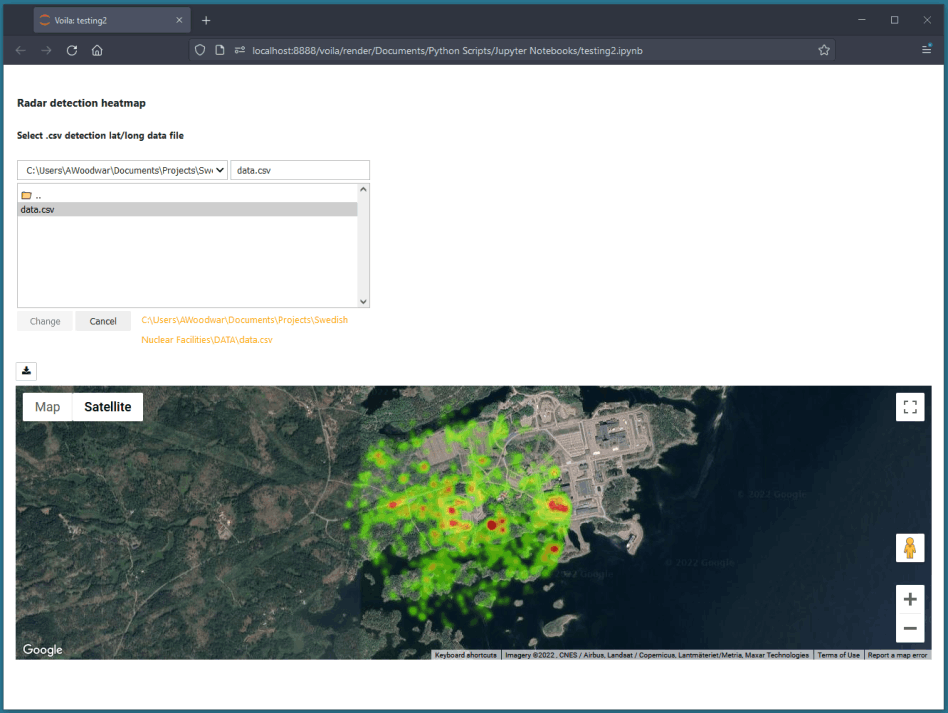 Voila: testing2
localhost:8888/voila/render/Documents/Python Scripts/Jupyter Notebooks/testing2.ipynb
Radar detection heatmap
Select .csv detection lat/long data file
C:\Users\AWoodwar\Documents\Projects\Swe
data.csv
..
data.csv
Change
Cancel
C:\Users\AWoodwar\Documents\Projects\Swedish
Nuclear Facilities\DATA\data.csv
Map
Satellite
© 2022 Google
© 2022 Google
2022 Google
Google
Keyboard shortcuts
Imagery ©2022 , CNES / Airbus, Landsat / Copernicus, Lantmäteriet/Metria, Maxar Technologies
Terms of Use
Report a map error